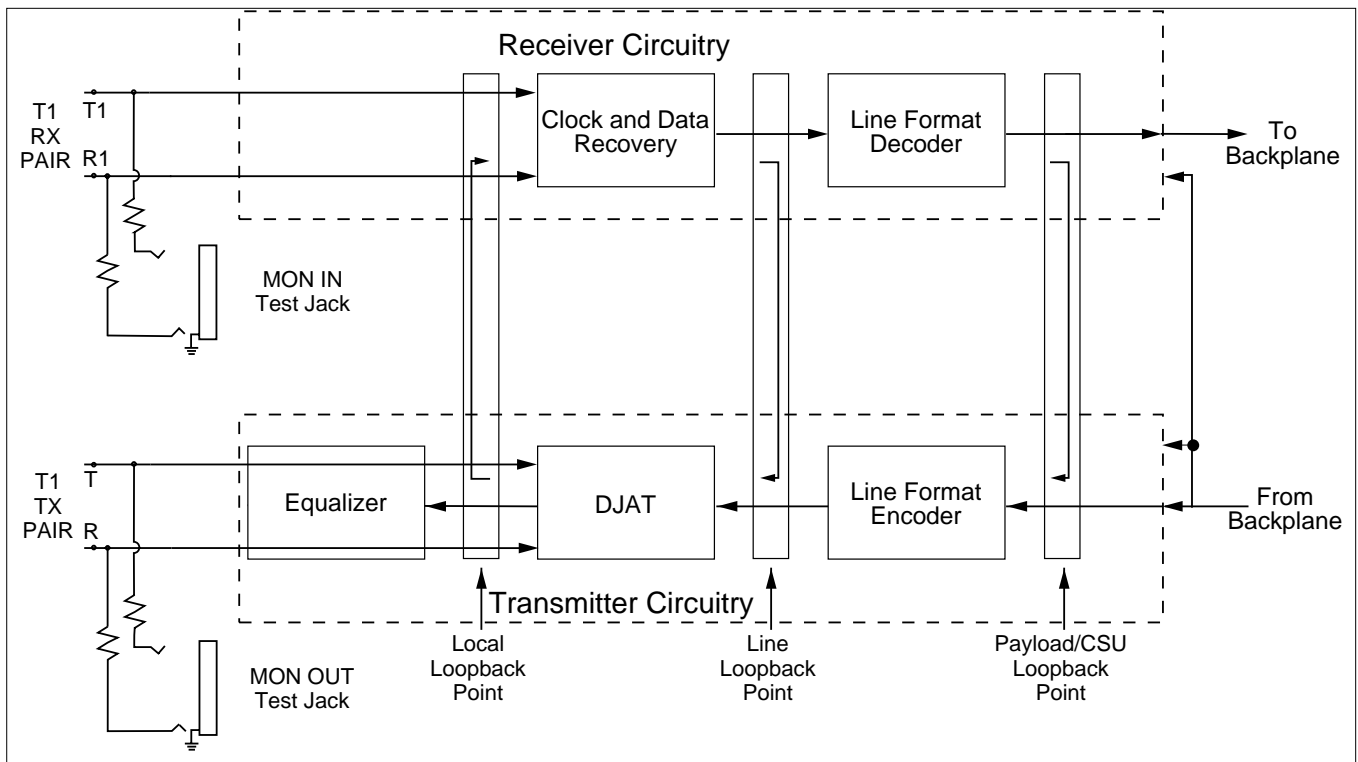 Receiver Circuitry
T1
RX
PAIR
T1
R1
Clock and Data
Recovery
Line Format
Decoder
To
Backplane
MON IN
Test Jack
T1
TX
PAIR
T
R
Equalizer
DJAT
Line Format
Encoder
From
Backplane
Transmitter Circuitry
MON OUT
Test Jack
Local
Loopback
Point
Line
Loopback
Point
Payload/CSU
Loopback
Point